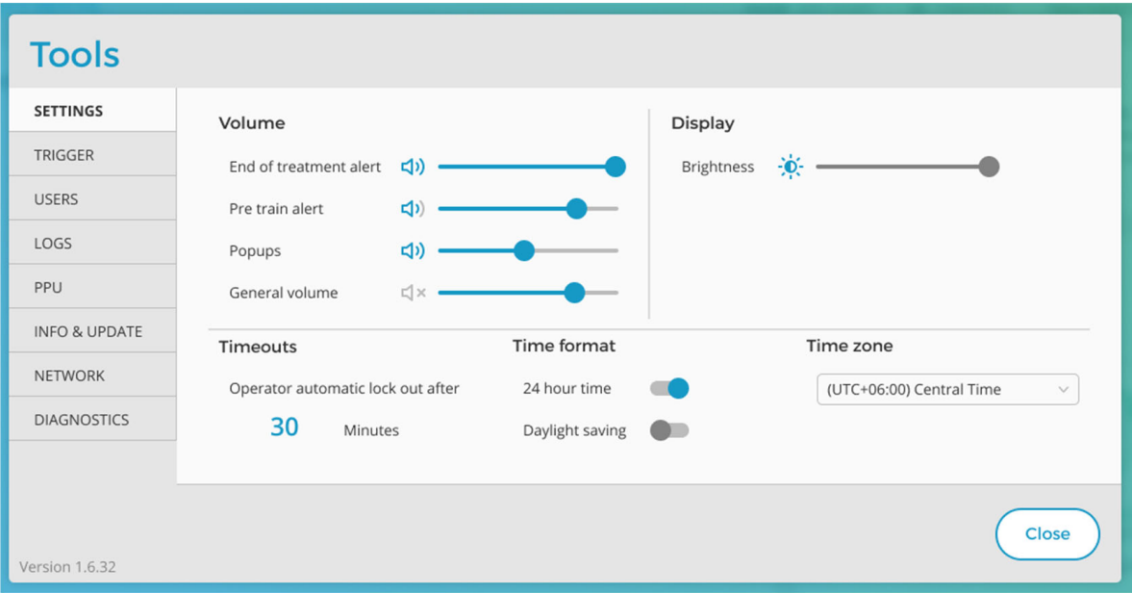 Tools
SETTINGS
TRIGGER
USERS
LOGS
PPU
INFO & UPDATE
NETWORK
DIAGNOSTICS
Version 1.6.32
Volume
End of treatment alert
Pre train alert
Popups
General volume
Display
Brightness
Timeouts
Operator automatic lock out after
30 Minutes
Time format
24 hour time
Daylight saving
Time zone
(UTC+06:00) Central Time
Close